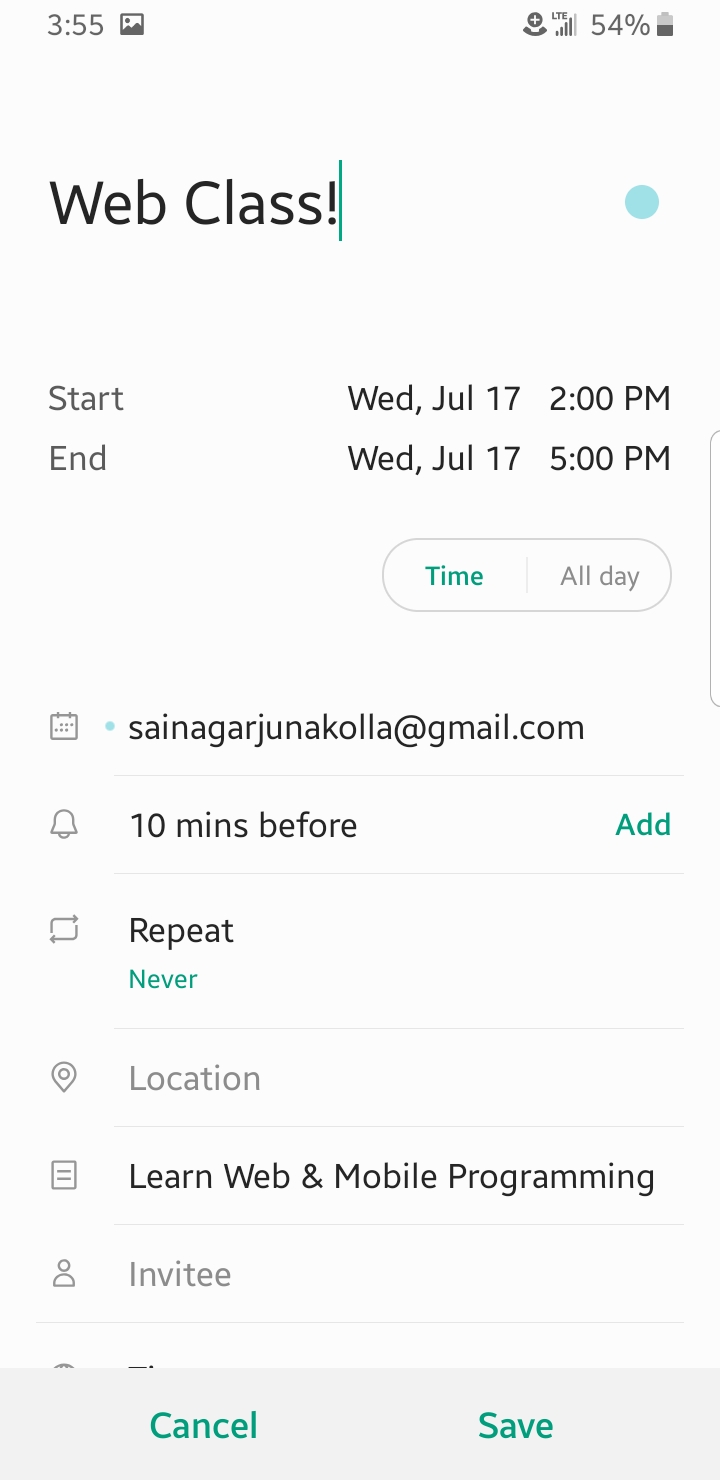 3:55 LTE 54%
Web Class!
Start Wed, Jul 17 2:00 PM
End Wed, Jul 17 5:00 PM
Time All day
sainagarjunakolla@gmail.com
10 mins before Add
Repeat
Never
Location
Learn Web & Mobile Programming
Invitee
Cancel Save